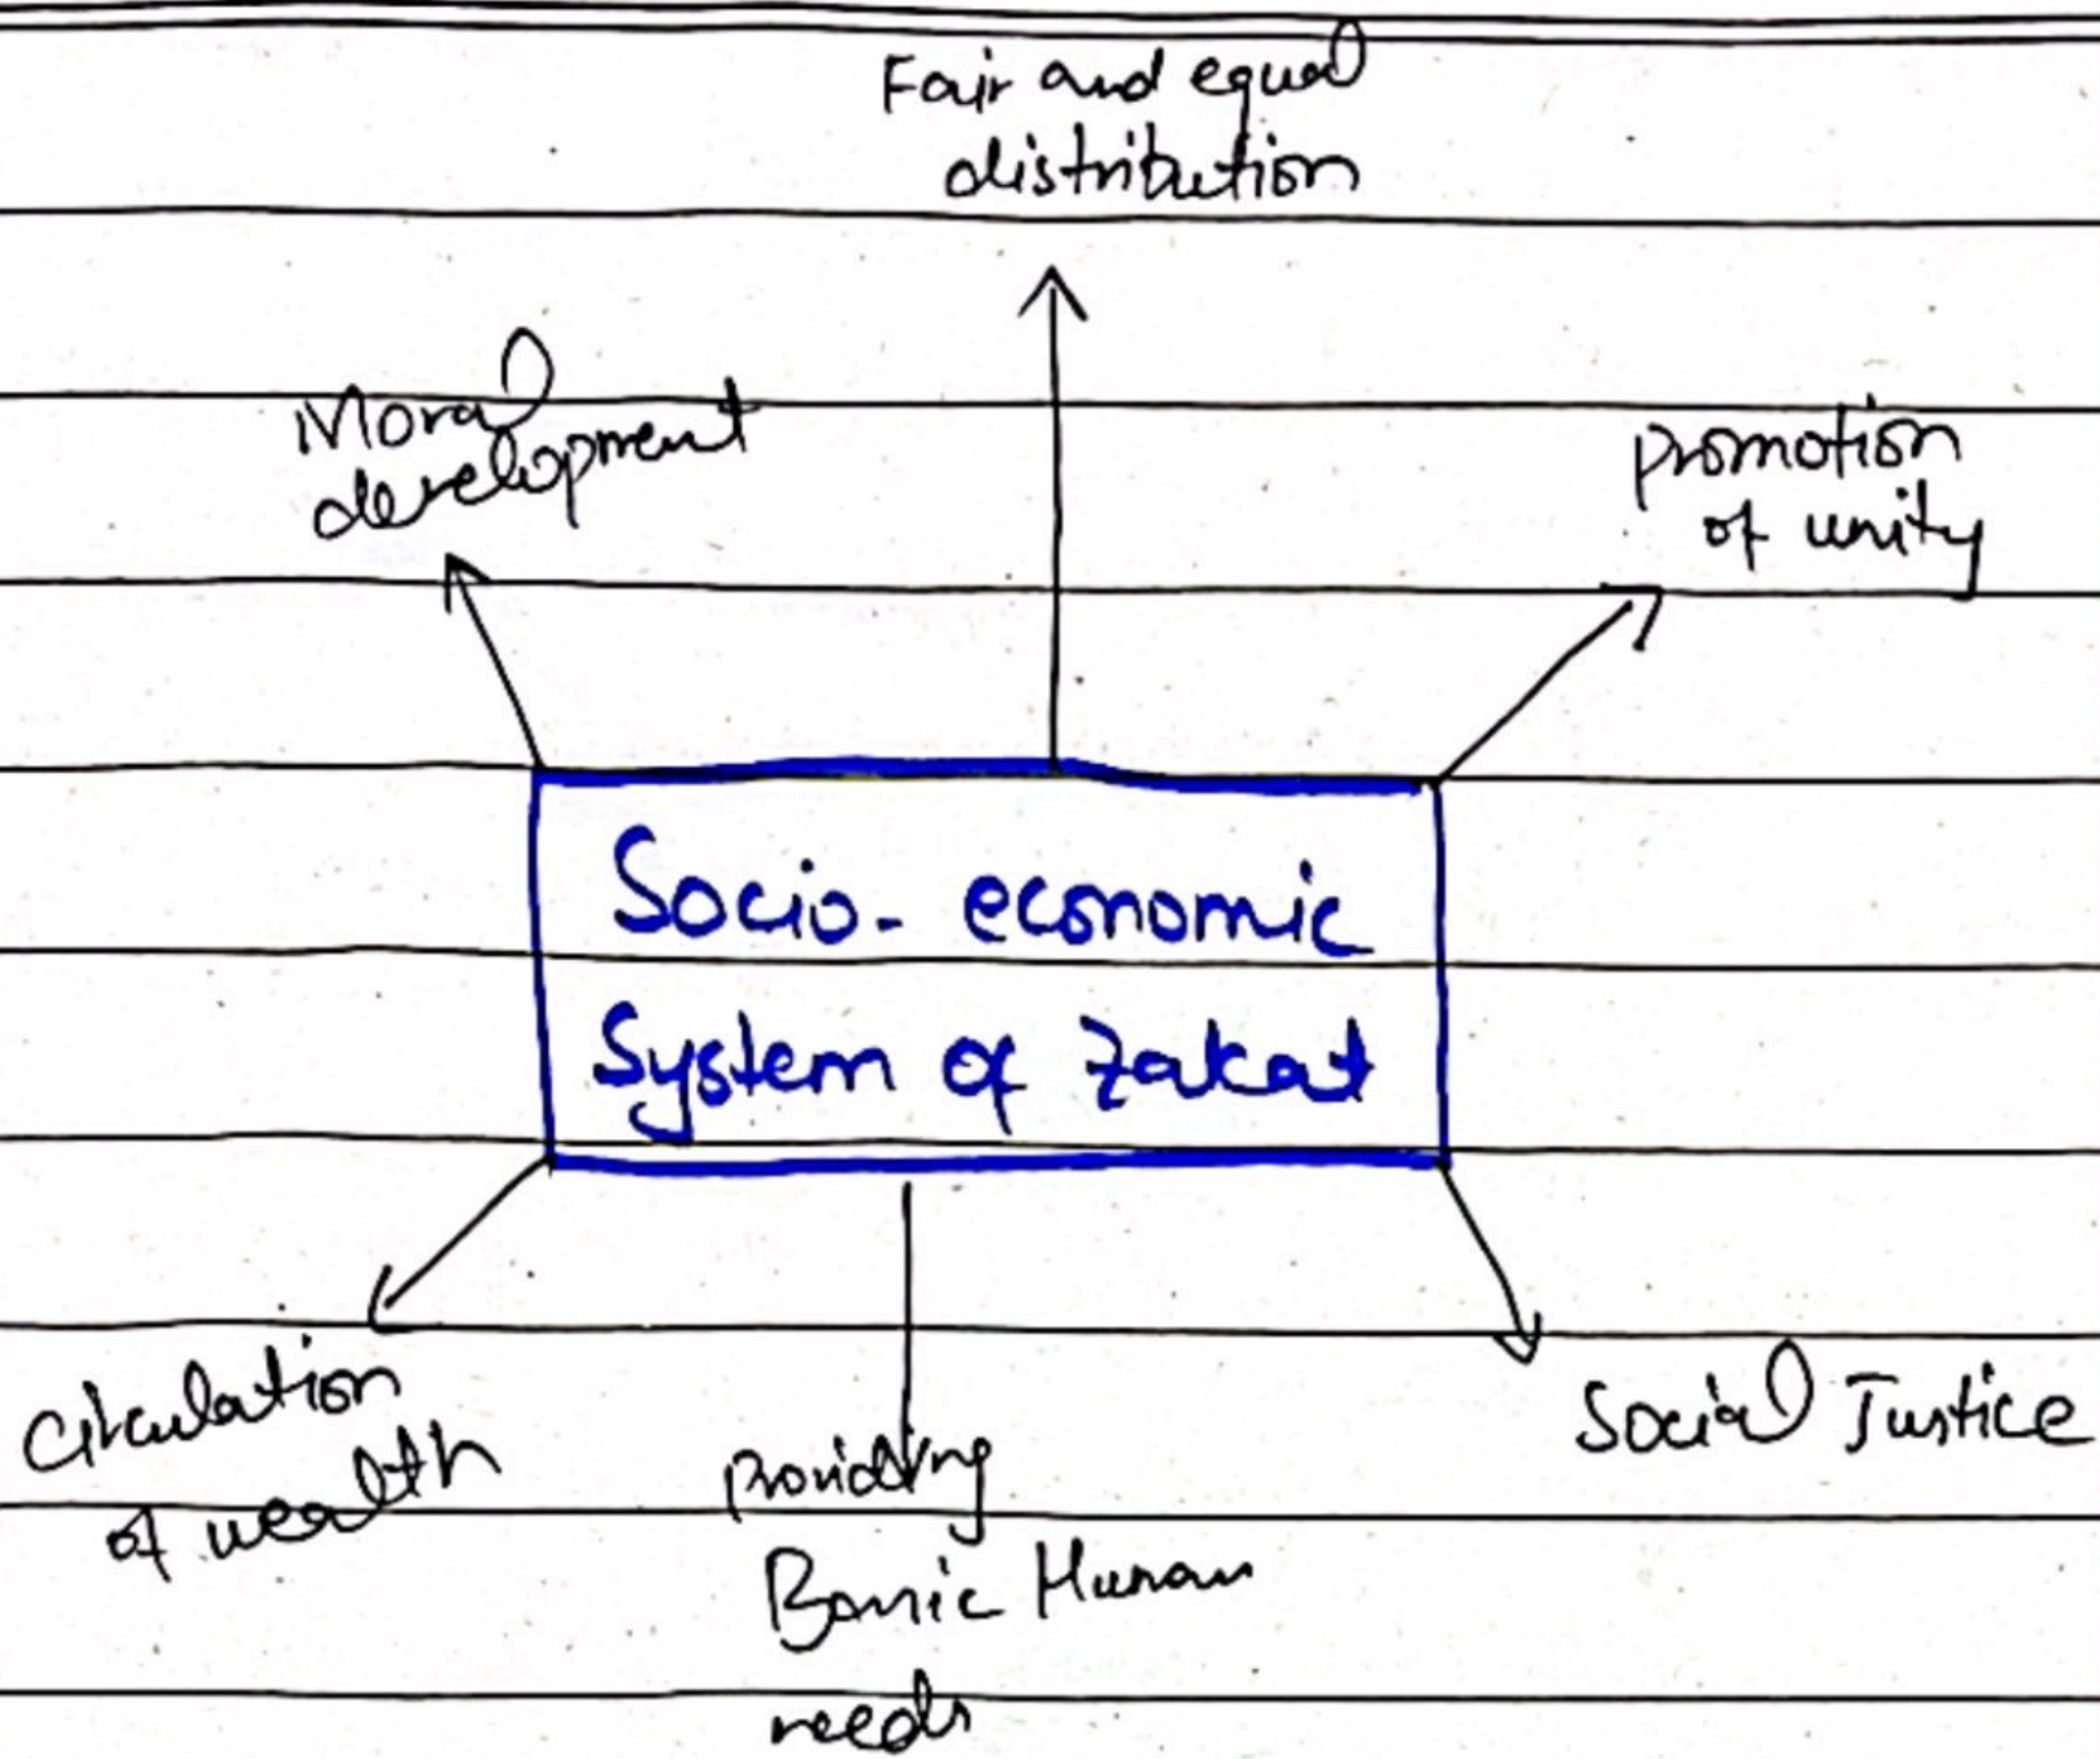 Fair and equal
distribution
Moral
development
promotion
of unity
Socio- economic
System of Zakat
Circulation
of wealth
providing
Basic Human
needs
Social Justice